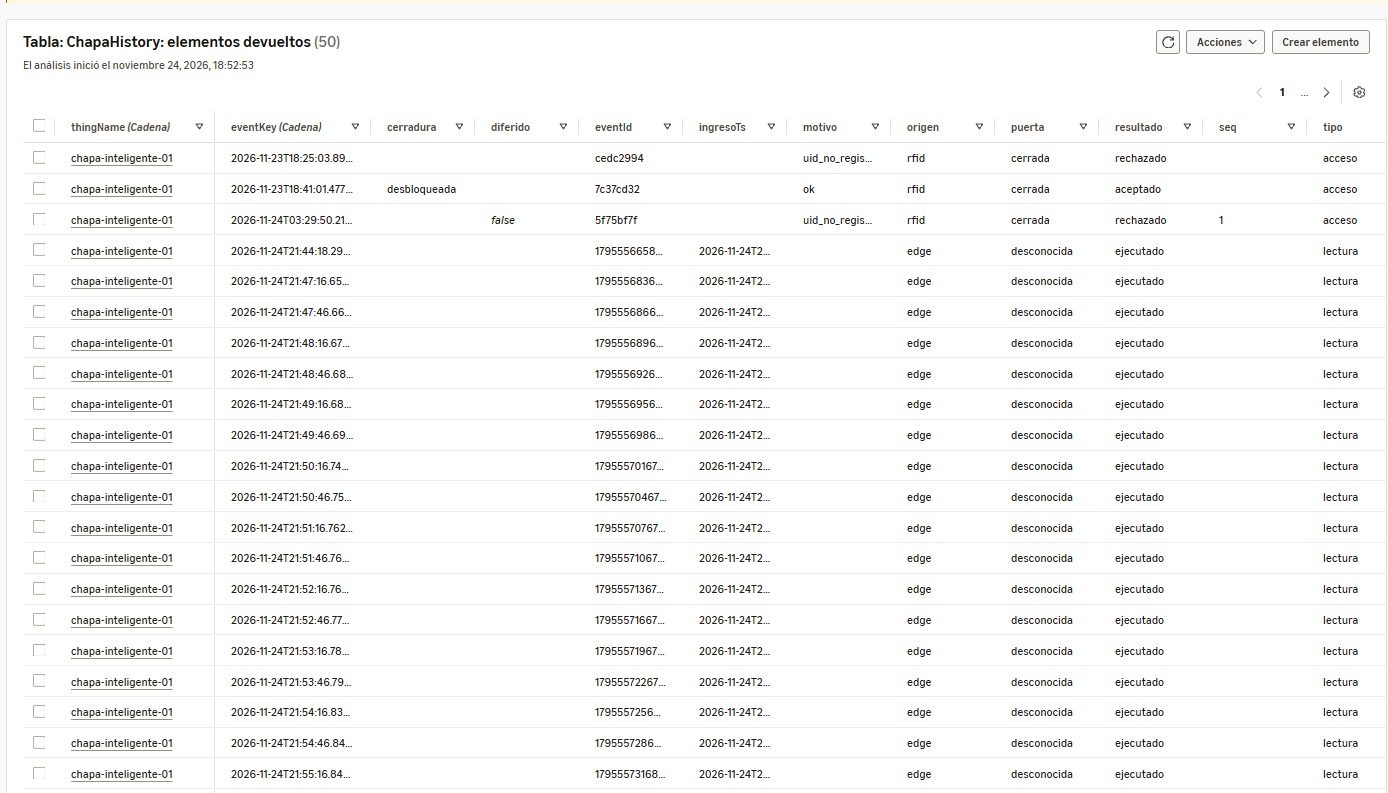 Tabla: ChapaHistory: elementos devueltos (50)
Acciones
Crear elemento
El análisis inició el noviembre 24, 2026, 18:52:53
1 ...
thingName (Cadena) eventKey (Cadena) cerradura diferido eventId ingresoTs motivo origen puerta resultado seq tipo
chapa-inteligente-01 2026-11-23T18:25:03.89... cedc2994 uid_no_regis... rfid cerrada rechazado acceso
chapa-inteligente-01 2026-11-23T18:41:01.477... desbloqueada 7c37cd32 ok rfid cerrada aceptado acceso
chapa-inteligente-01 2026-11-24T03:29:50.21... false 5f75bf7f uid_no_regis... rfid cerrada rechazado 1 acceso
chapa-inteligente-01 2026-11-24T21:44:18.29... 1795556658... 2026-11-24T2... edge desconocida ejecutado lectura
chapa-inteligente-01 2026-11-24T21:47:16.65... 1795556836... 2026-11-24T2... edge desconocida ejecutado lectura
chapa-inteligente-01 2026-11-24T21:47:46.66... 1795556866... 2026-11-24T2... edge desconocida ejecutado lectura
chapa-inteligente-01 2026-11-24T21:48:16.67... 1795556896... 2026-11-24T2... edge desconocida ejecutado lectura
chapa-inteligente-01 2026-11-24T21:48:46.68... 1795556926... 2026-11-24T2... edge desconocida ejecutado lectura
chapa-inteligente-01 2026-11-24T21:49:16.68... 1795556956... 2026-11-24T2... edge desconocida ejecutado lectura
chapa-inteligente-01 2026-11-24T21:49:46.69... 1795556986... 2026-11-24T2... edge desconocida ejecutado lectura
chapa-inteligente-01 2026-11-24T21:50:16.74... 17955570167... 2026-11-24T2... edge desconocida ejecutado lectura
chapa-inteligente-01 2026-11-24T21:50:46.75... 17955570467... 2026-11-24T2... edge desconocida ejecutado lectura
chapa-inteligente-01 2026-11-24T21:51:16.762... 17955570767... 2026-11-24T2... edge desconocida ejecutado lectura
chapa-inteligente-01 2026-11-24T21:51:46.76... 17955571067... 2026-11-24T2... edge desconocida ejecutado lectura
chapa-inteligente-01 2026-11-24T21:52:16.76... 17955571367... 2026-11-24T2... edge desconocida ejecutado lectura
chapa-inteligente-01 2026-11-24T21:52:46.77... 17955571667... 2026-11-24T2... edge desconocida ejecutado lectura
chapa-inteligente-01 2026-11-24T21:53:16.78... 17955571967... 2026-11-24T2... edge desconocida ejecutado lectura
chapa-inteligente-01 2026-11-24T21:53:46.79... 17955572267... 2026-11-24T2... edge desconocida ejecutado lectura
chapa-inteligente-01 2026-11-24T21:54:16.83... 1795557256... 2026-11-24T2... edge desconocida ejecutado lectura
chapa-inteligente-01 2026-11-24T21:54:46.84... 1795557286... 2026-11-24T2... edge desconocida ejecutado lectura
chapa-inteligente-01 2026-11-24T21:55:16.84... 17955573168... 2026-11-24T2... edge desconocida ejecutado lectura